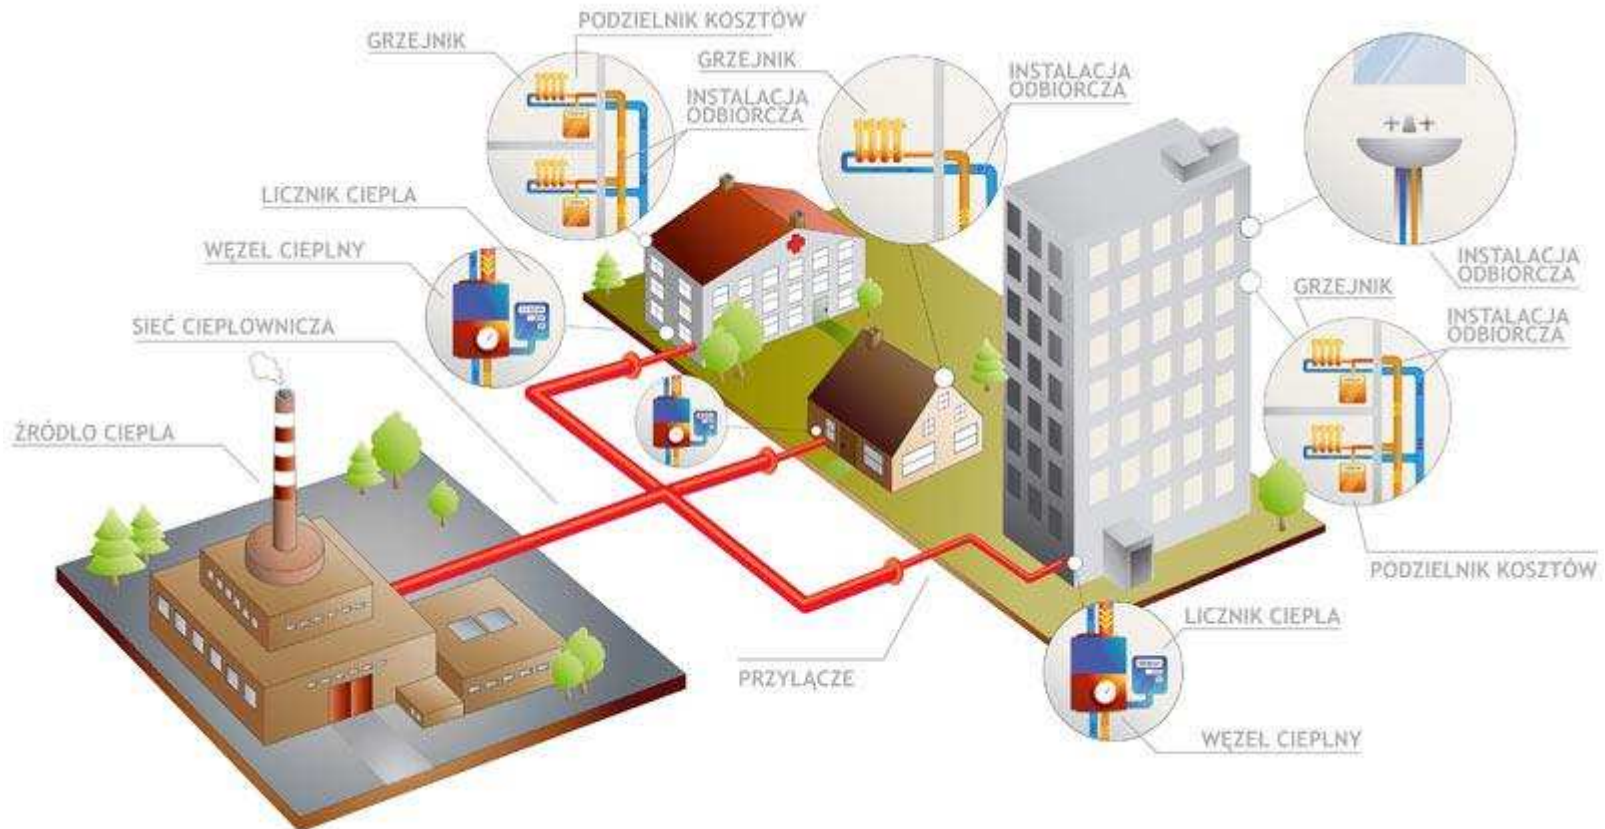 PODZIELNIK KOSZTÓW
GRZEJNIK
GRZEJNIK
INSTALACJA
ODBIORCZA
INSTALACJA
ODBIORCZA
LICZNIK CIEPŁA
WĘZEŁ CIEPLNY
INSTALACJA
ODBIORCZA
GRZEJNIK
INSTALACJA
ODBIORCZA
SIEĆ CIEPŁOWNICZA
ŹRÓDŁO CIEPŁA
PODZIELNIK KOSZTÓW
LICZNIK CIEPŁA
PRZYŁĄCZE
WĘZEŁ CIEPLNY